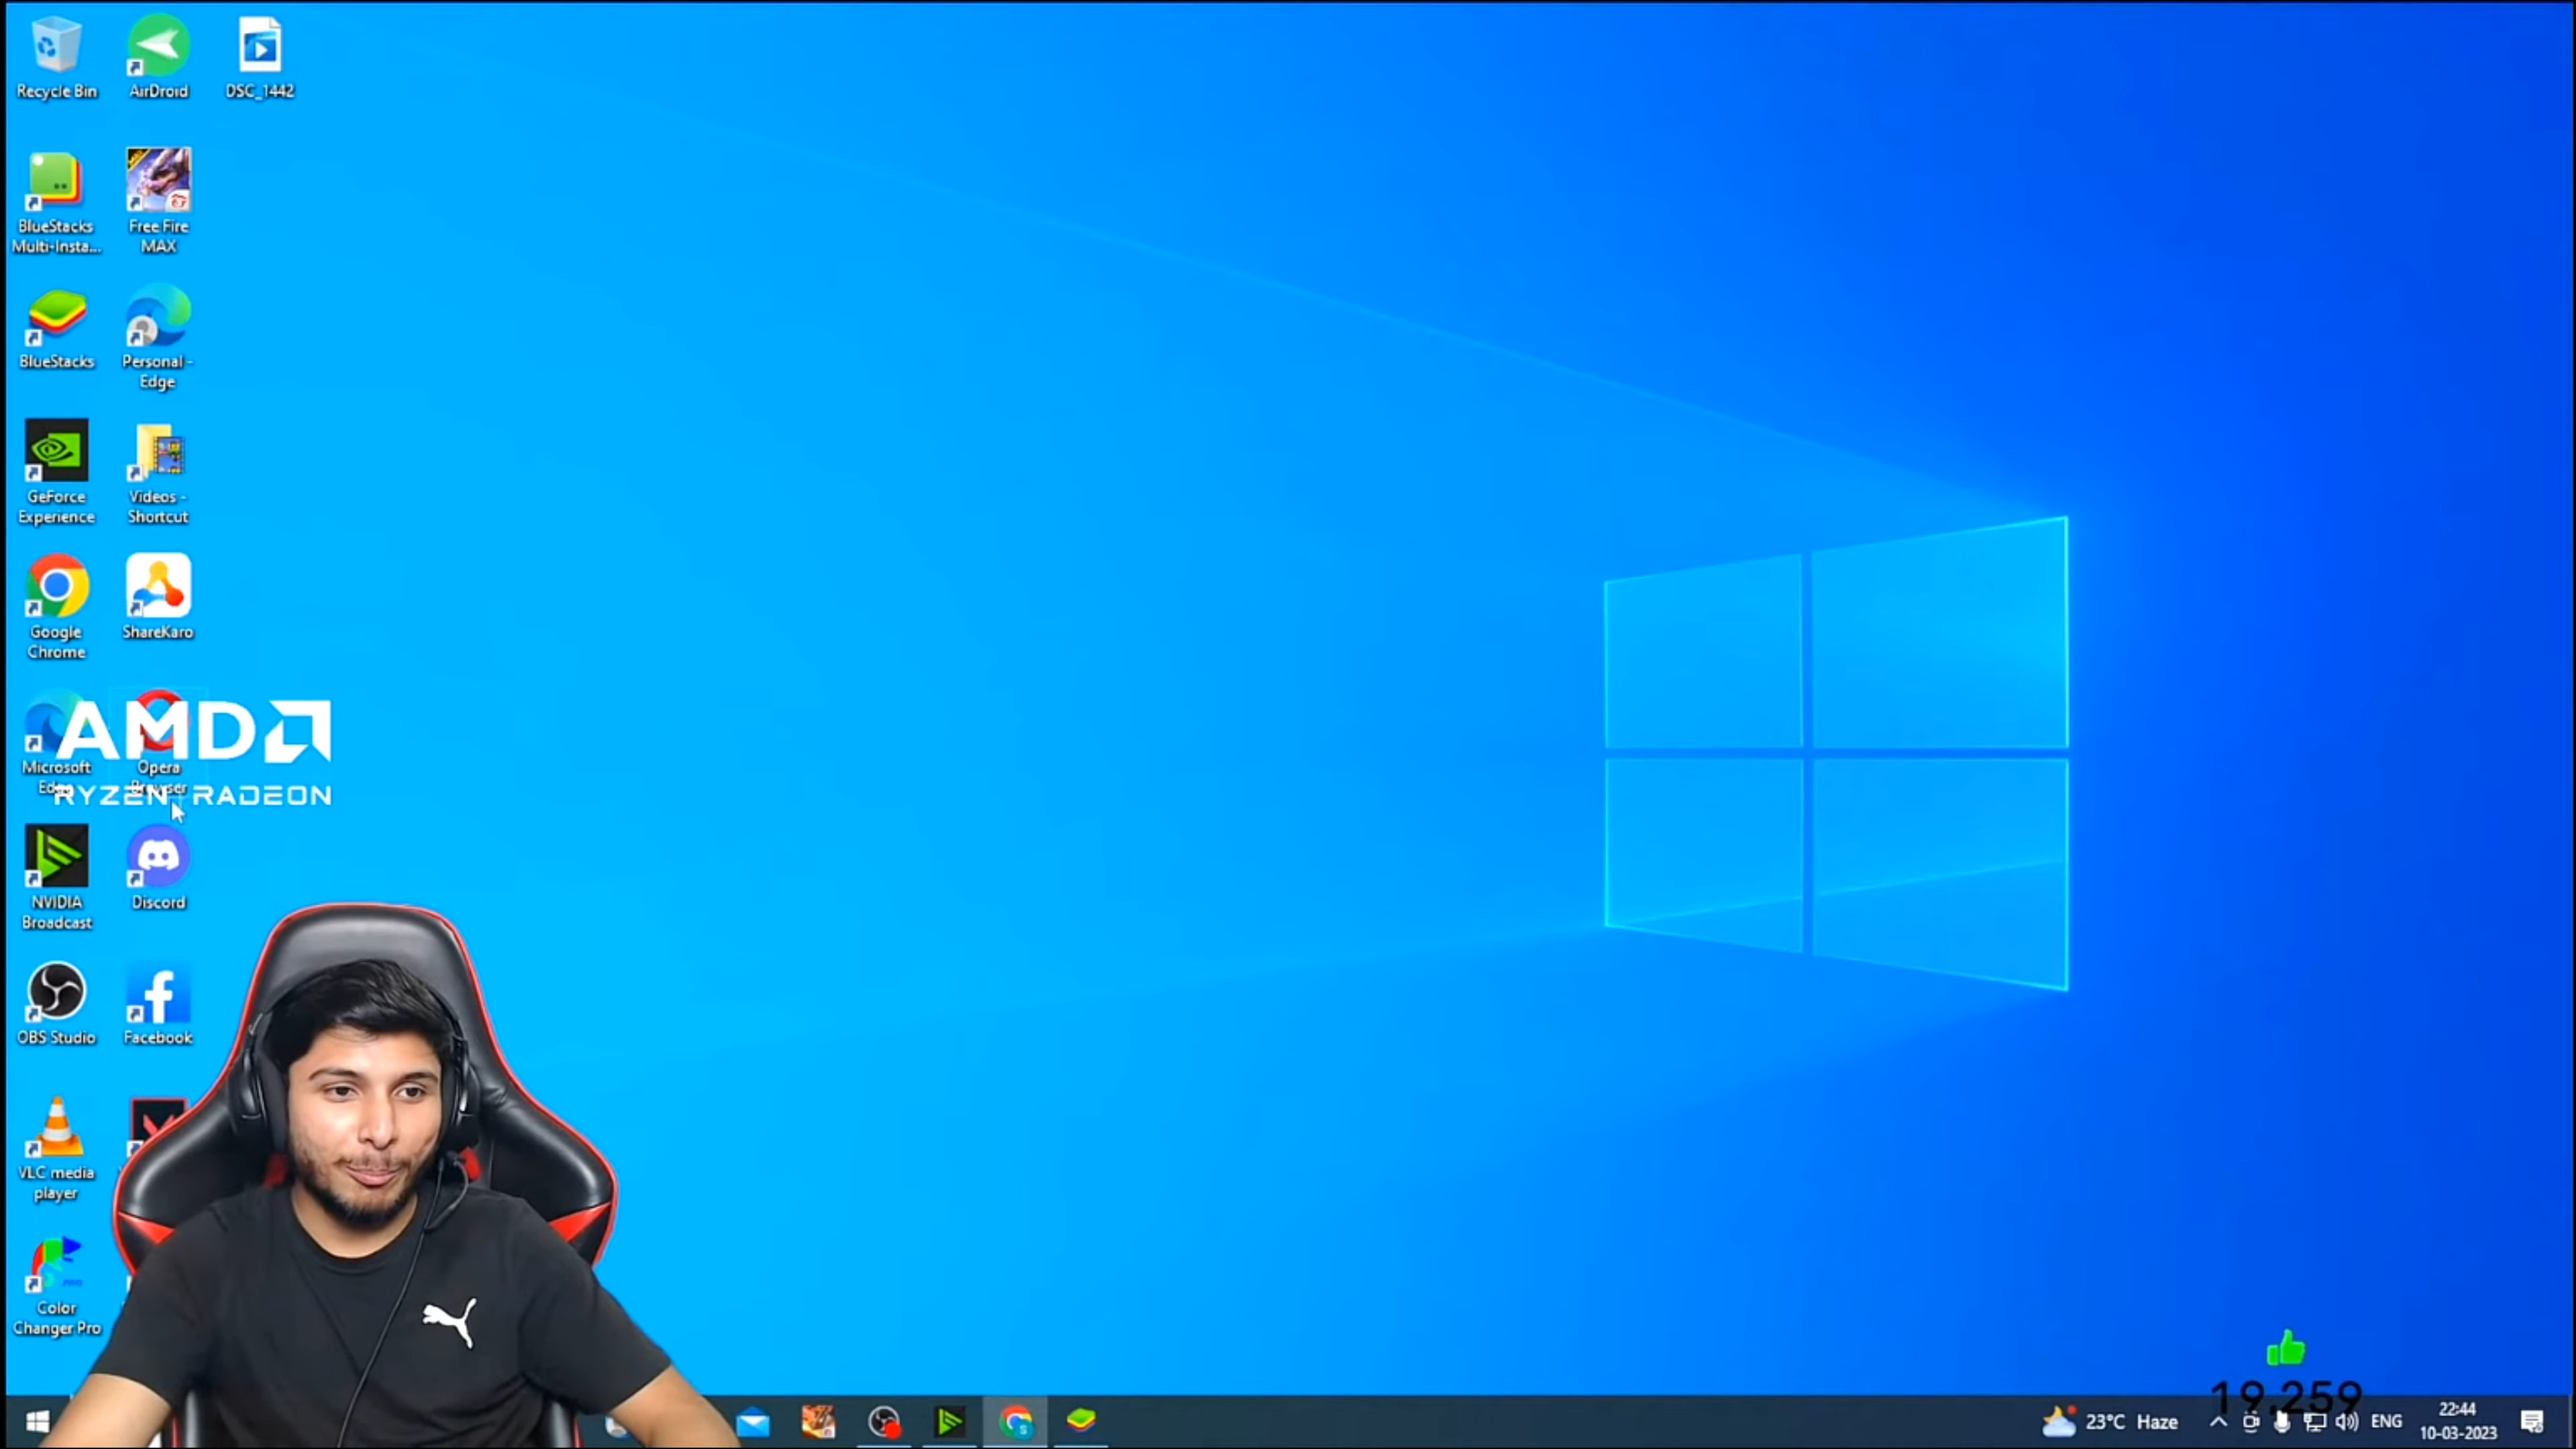 Recycle Bin
AirDroid
DSC_1442
BlueStacks
Multi-Insta...
Free Fire
MAX
BlueStacks
Personal -
Edge
GeForce
Experience
Videos -
Shortcut
Google
Chrome
ShareKaro
AMD
RYZEN | RADEON
Microsoft
Edge
Opera
Browser
NVIDIA
Broadcast
Discord
OBS Studio
Facebook
VLC media
player
Color
Changer Pro
19,259
23°C Haze
ENG
22:44
10-03-2023